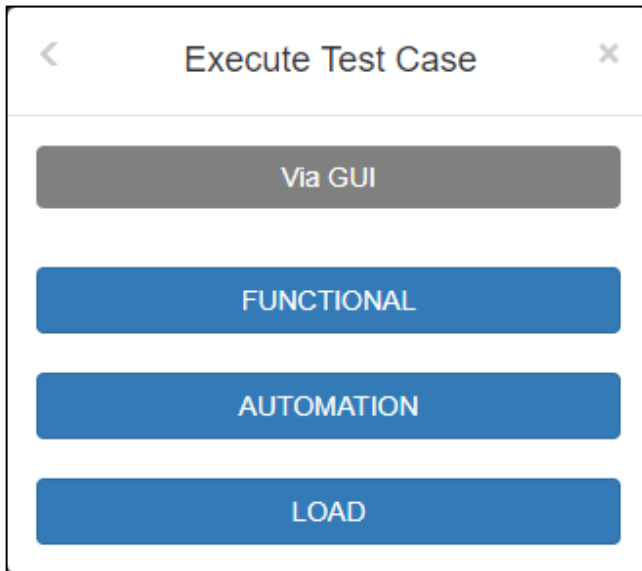 Execute Test Case
Via GUI
FUNCTIONAL
AUTOMATION
LOAD